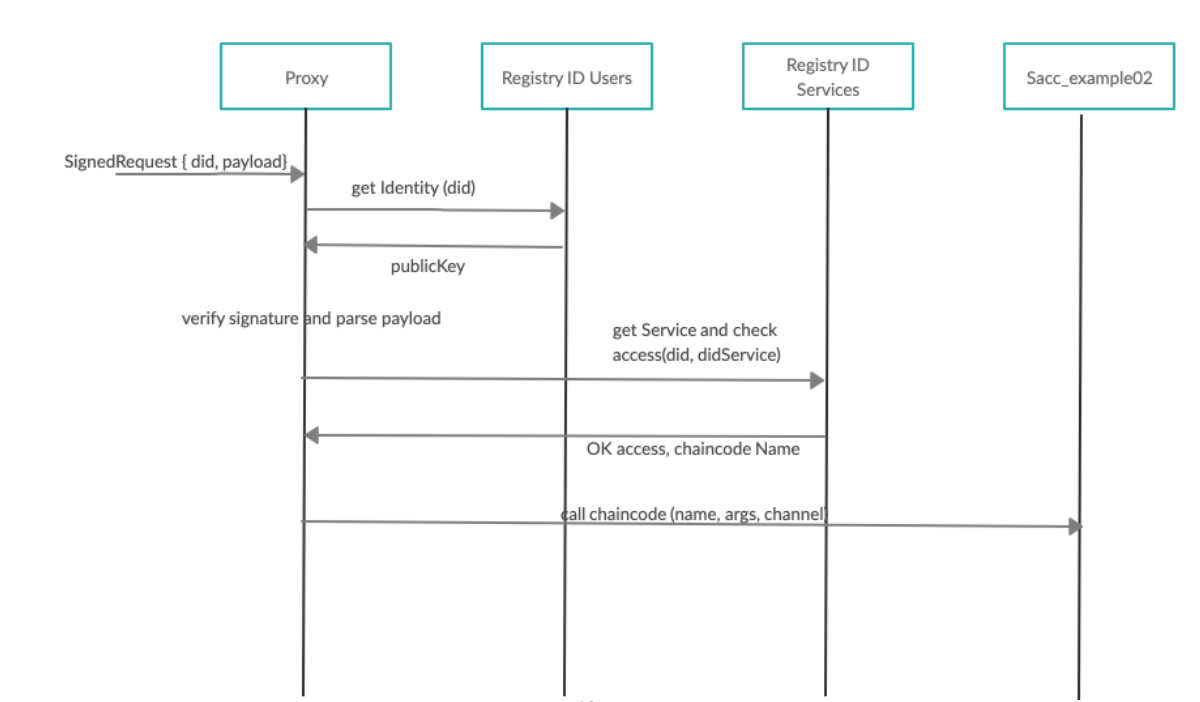 Proxy
Registry ID Users
Registry ID
Services
Sacc_example02
SignedRequest { did, payload}
get Identity (did)
publicKey
verify signature and parse payload
get Service and check
access(did, didService)
OK access, chaincode Name
call chaincode (name, args, channel)